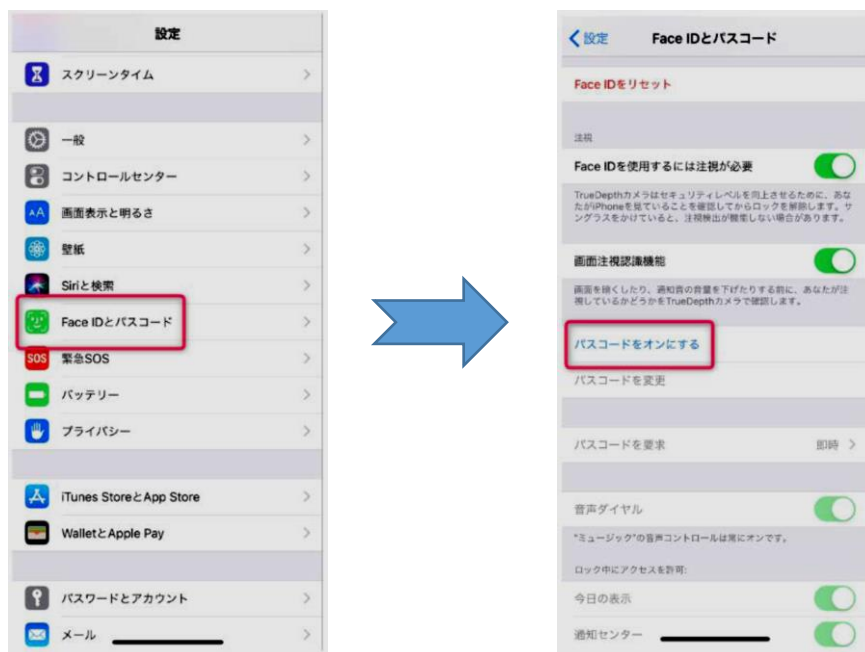 設定
スクリーンタイム
一般
コントロールセンター
AA
画面表示と明るさ
壁紙
Siriと検索
Face IDとパスコード
SOS
緊急SOS
バッテリー
プライバシー
iTunes StoreとApp Store
WalletとApple Pay
パスワードとアカウント
メール
設定
Face IDとパスコード
Face IDをリセット
注視
Face IDを使用するには注視が必要
TrueDepthカメラはセキュリティレベルを向上させるために、あな
たがiPhoneを見ていることを確認してからロックを解除します。サ
ングラスをかけていると、注視検出が機能しない場合があります。
画面注視認識機能
画面を暗くしたり、通知音の音量を下げたりする前に、あなたが注
視しているかどうかをTrueDepthカメラで確認します。
パスコードをオンにする
パスコードを変更
パスコードを要求 即時
音声ダイヤル
"ミュージック"の音声コントロールは常にオンです。
ロック中にアクセスを許可:
今日の表示
通知センター